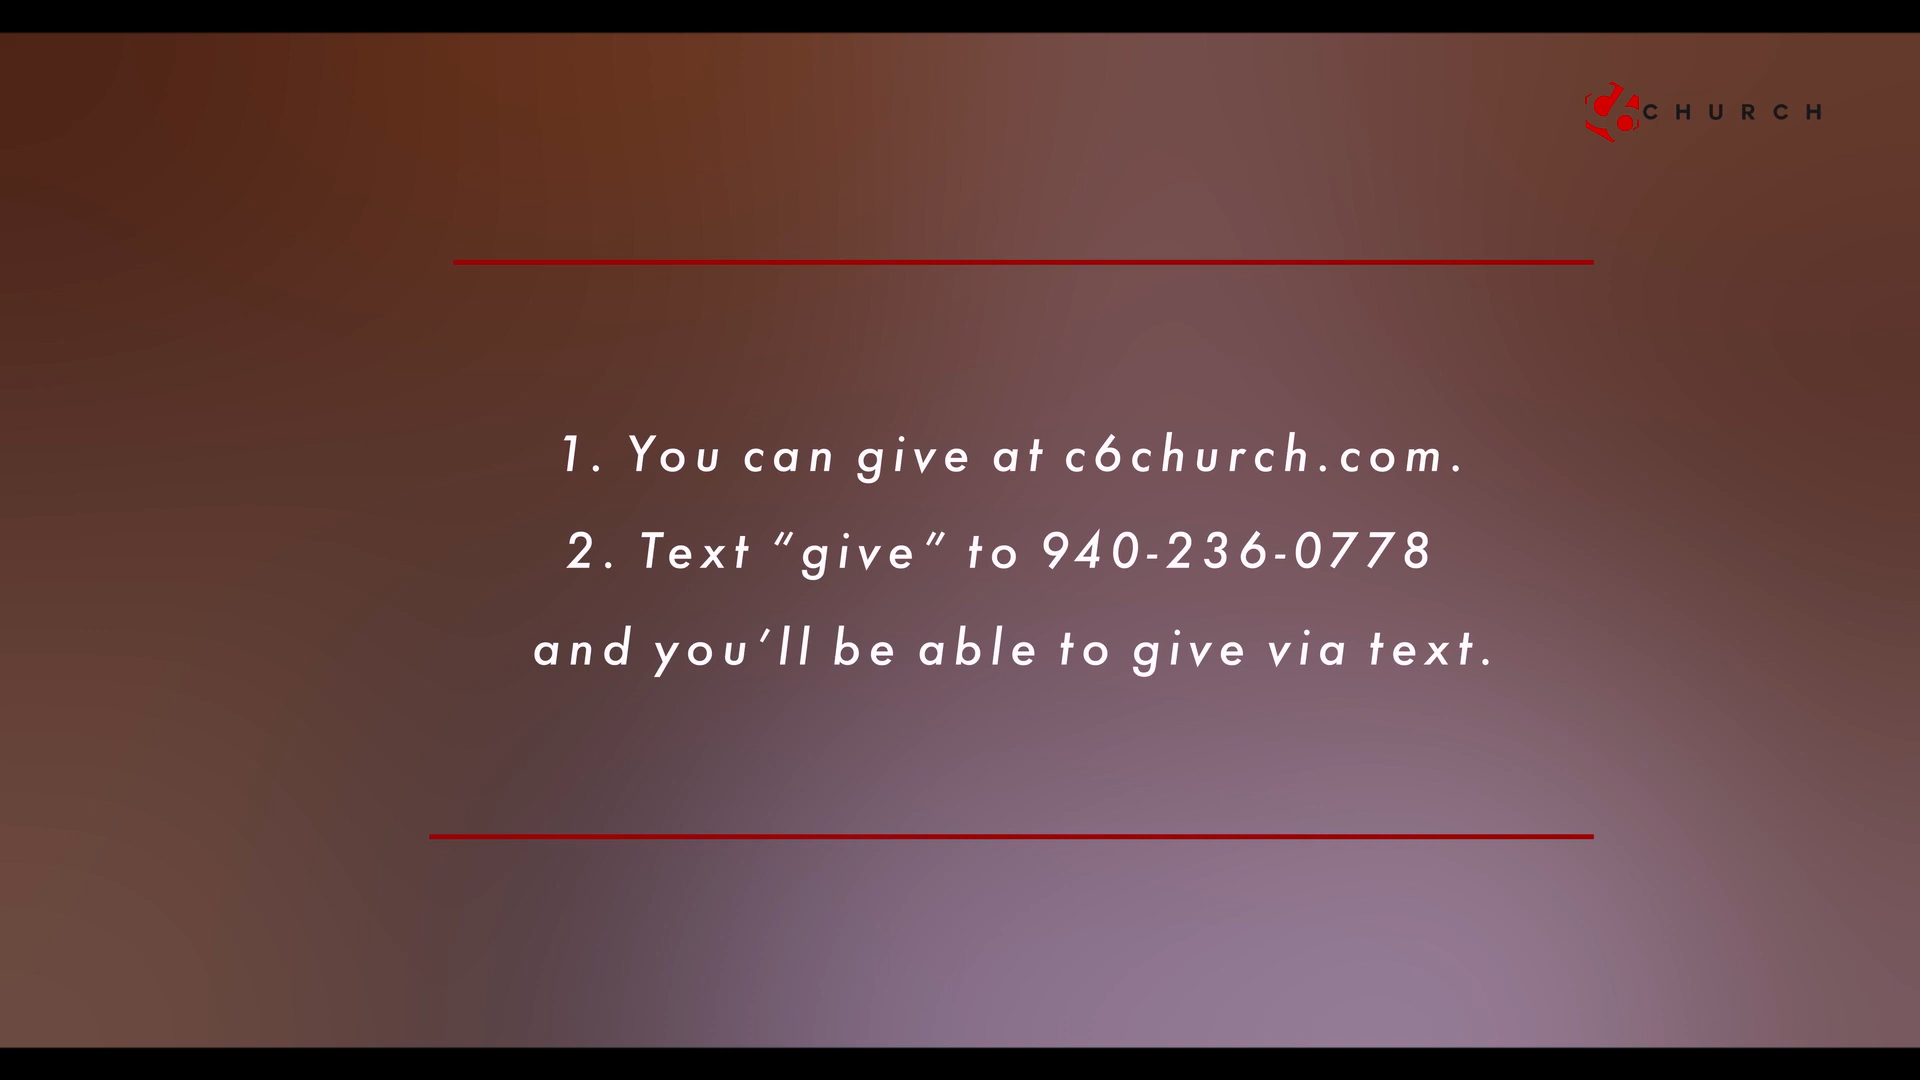 C6 CHURCH
1. You can give at c6church.com.
2. Text “give” to 940-236-0778
and you’ll be able to give via text.